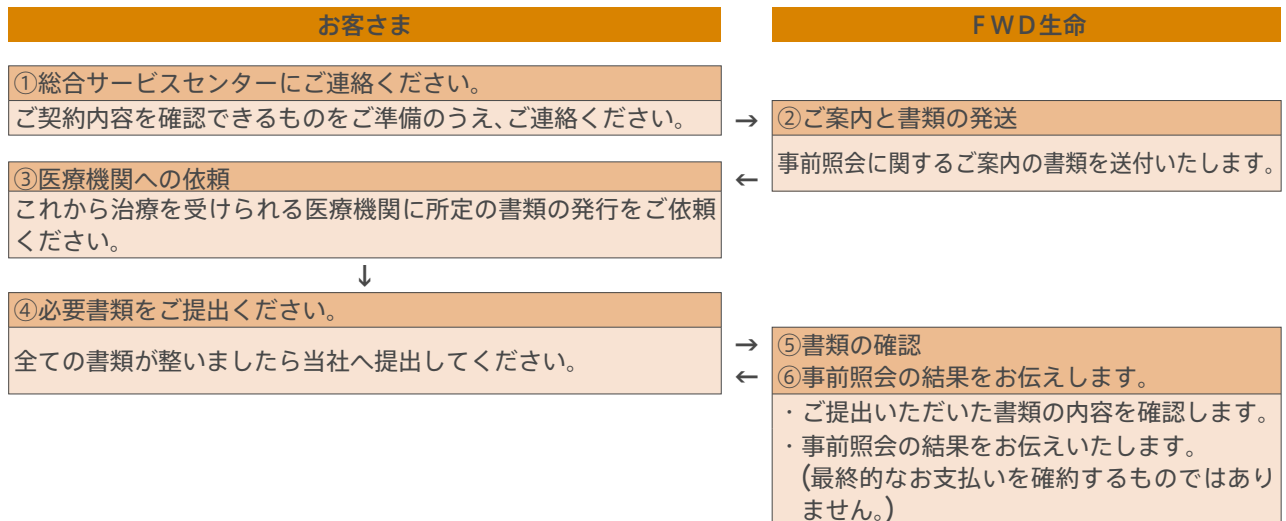 お客さま
FWD生命
①総合サービスセンターにご連絡ください。
ご契約内容を確認できるものをご準備のうえ、ご連絡ください。
→
②ご案内と書類の発送
事前照会に関するご案内の書類を送付いたします。
←
③医療機関への依頼
これから治療を受けられる医療機関に所定の書類の発行をご依頼
ください。
↓
④必要書類をご提出ください。
全ての書類が整いましたら当社へ提出してください。
→
←
⑤書類の確認
⑥事前照会の結果をお伝えします。
・ご提出いただいた書類の内容を確認します。
・事前照会の結果をお伝えいたします。
(最終的なお支払いを確約するものではあり
ません。)